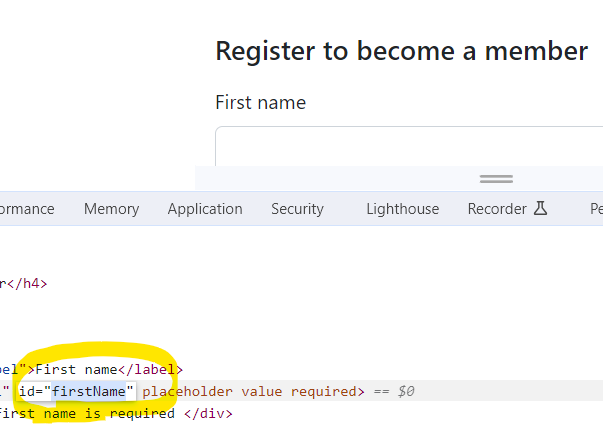 Register to become a member
First name
ormance Memory Application Security Lighthouse Recorder Pe
r</h4>
el">First name</label>
" id="firstName" placeholder value required> == $0
irst name is required </div>